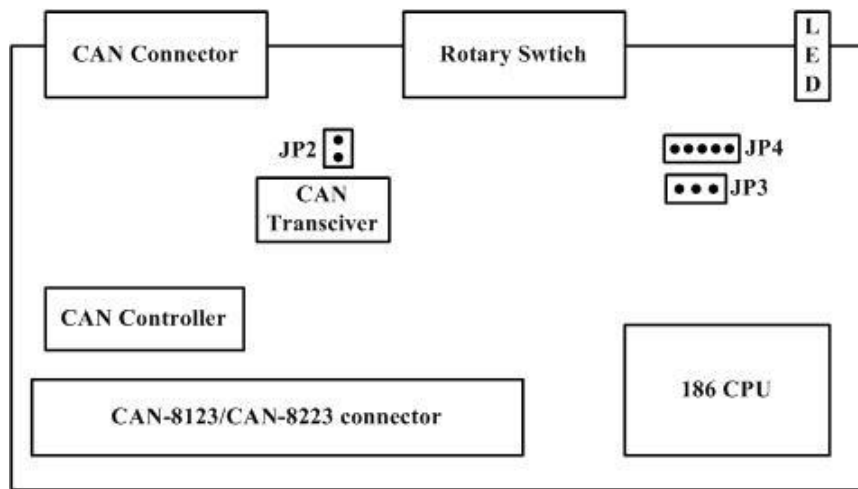 CAN Connector
Rotary Swtich
L
E
D
JP2
JP4
JP3
CAN
Transciver
CAN Controller
186 CPU
CAN-8123/CAN-8223 connector